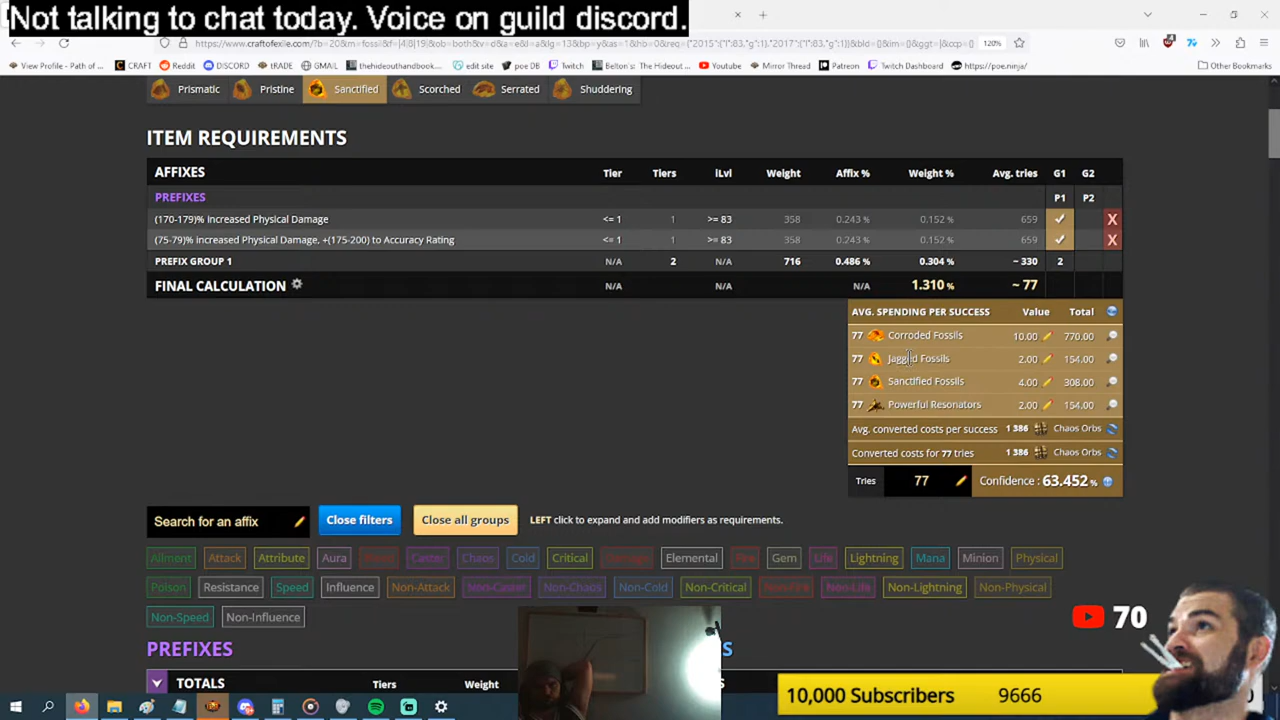 Not talking to chat today. Voice on guild discord.
View Path of
CRAFT
Reddit
DISCORD
tRADE
GMAIL
thehideouthandbook...
edit site
poe DB
Twitch
Belton's: The Hideout ...
YouTube
Mirror Thread
Patreon
Twitch Dashboard
https://poe.ninja/
Other Bookmarks
120%
Prismatic
Pristine
Sanctified
Scorched
Serrated
Shuddering
ITEM REQUIREMENTS
AFFIXES Tier Tiers iLvl Weight Affix % Weight % Avg. tries G1 G2
PREFIXES P1 P2
(170-179)% Increased Physical Damage <= 1 1 >= 83 358 0.243 % 0.152 % 659 X
(75-79)% Increased Physical Damage, +(175-200) to Accuracy Rating <= 1 1 >= 83 358 0.243 % 0.152 % 659 X
PREFIX GROUP 1 N/A 2 N/A 716 0.486 % 0.304 % ~ 330 2
FINAL CALCULATION N/A N/A N/A N/A N/A 1.310 % ~ 77
AVG. SPENDING PER SUCCESS Value Total
77 Corroded Fossils 10.00 770.00
77 Jagged Fossils 2.00 154.00
77 Sanctified Fossils 4.00 308.00
77 Powerful Resonators 2.00 154.00
Avg. converted costs per success 1 386 Chaos Orbs
Converted costs for 77 tries 1 386 Chaos Orbs
Tries 77 Confidence : 63.452 %
Search for an affix
Close filters
Close all groups
LEFT click to expand and add modifiers as requirements.
Ailment Attack Attribute Aura Caster Chaos Cold Critical Damage Elemental Fire Gem Life Lightning Mana Minion Physical
Poison Resistance Speed Influence Non-Attack Non-Caster Non-Chaos Non-Cold Non-Critical Non-Fire Non-Life Non-Lightning Non-Physical
Non-Speed Non-Influence
70
PREFIXES
TOTALS Tiers Weight
10,000 Subscribers 9666